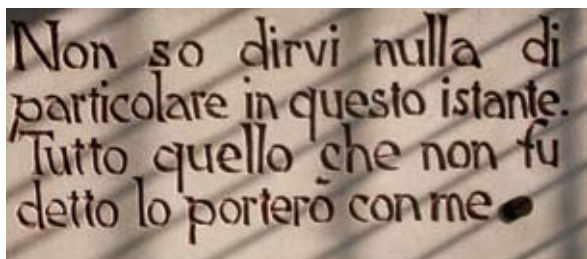 Non so dirvi nulla di
particolare in questo istante.
Tutto quello che non fu
detto lo porterò con me